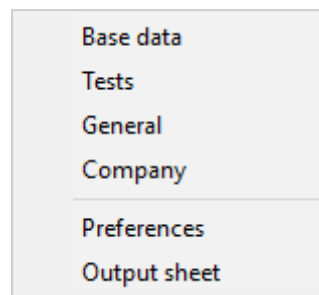 Base data
Tests
General
Company
Preferences
Output sheet